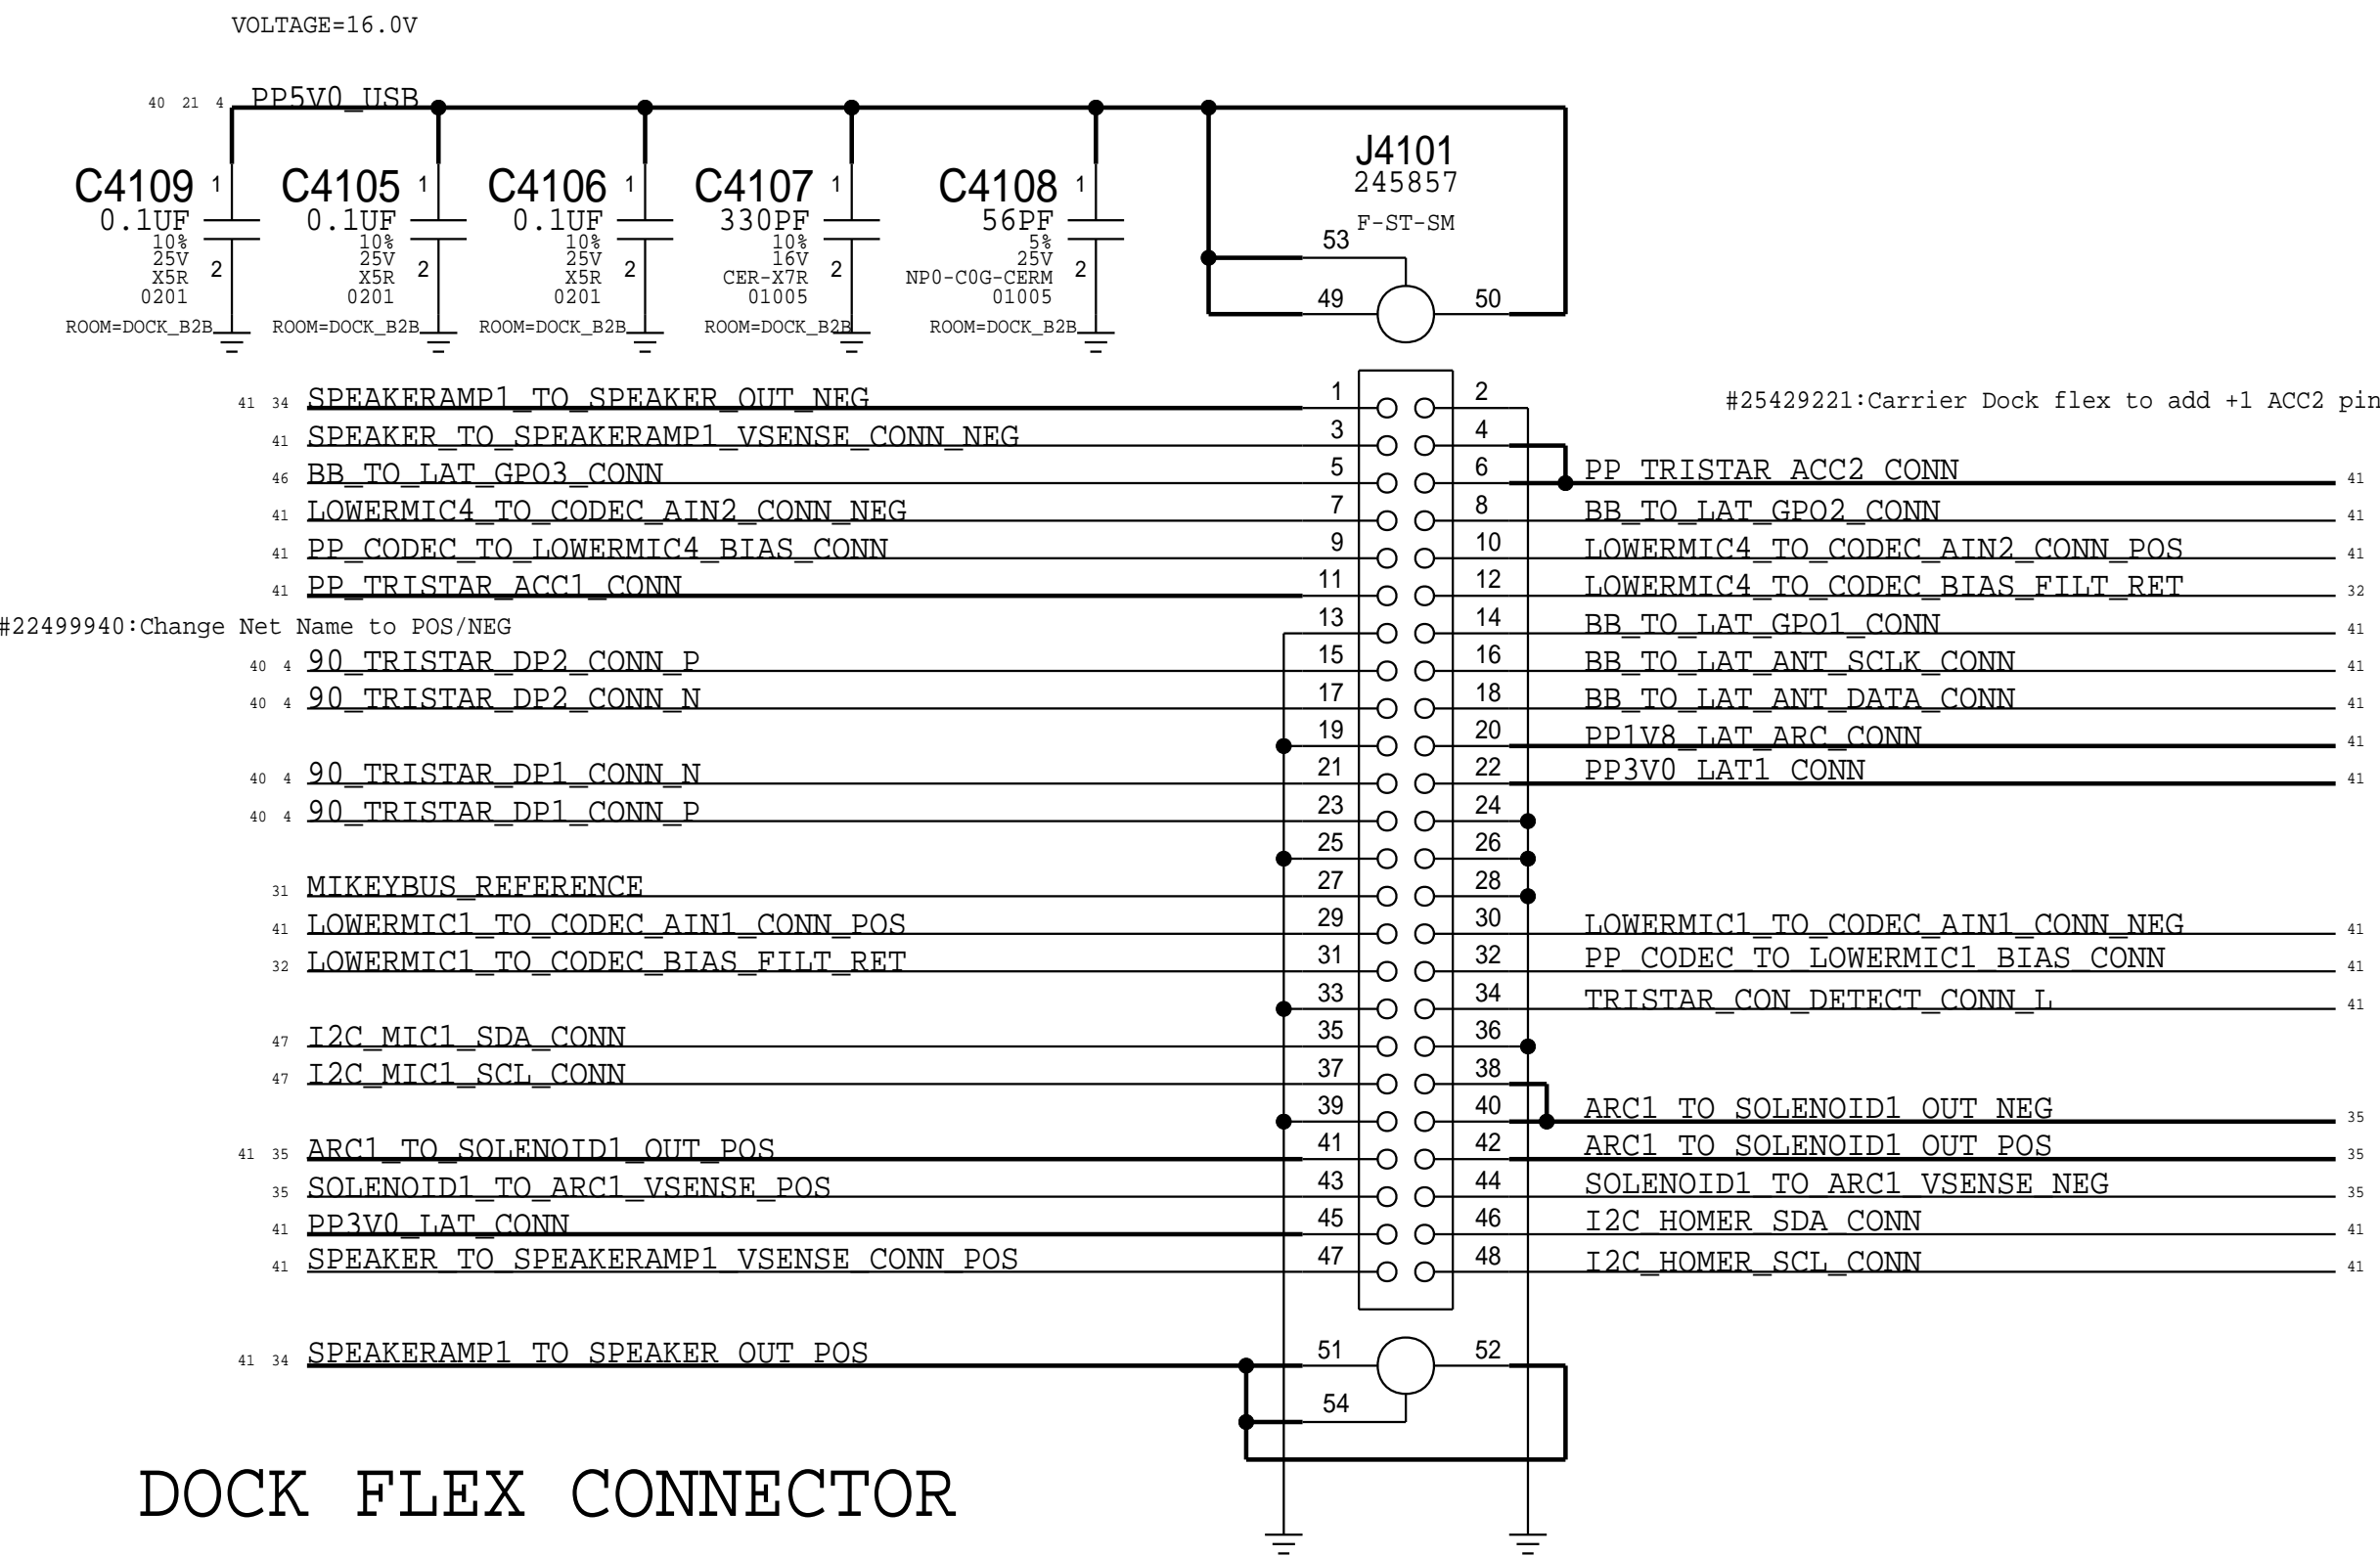 VOLTAGE=16.0V
40 21 4 PP5V0_USB
C4109 1 C4105 1 C4106 1 C4107 1 C4108 1 J4101
0.1UF 0.1UF 0.1UF 330PF 56PF 245857
10% 10% 10% 10% 5% F-ST-SM
25V 25V 25V 16V 25V 53
X5R 2 X5R 2 X5R 2 CER-X7R 2 NP0-C0G-CERM 2
0201 0201 0201 01005 01005 49 50
ROOM=DOCK_B2B ROOM=DOCK_B2B ROOM=DOCK_B2B ROOM=DOCK_B2B ROOM=DOCK_B2B
41 34 SPEAKERAMP1_TO_SPEAKER_OUT_NEG 1 2 #25429221:Carrier Dock flex to add +1 ACC2 pin
41 SPEAKER_TO_SPEAKERAMP1_VSENSE_CONN_NEG 3 4
46 BB_TO_LAT_GPO3_CONN 5 6 PP_TRISTAR_ACC2_CONN 41
41 LOWERMIC4_TO_CODEC_AIN2_CONN_NEG 7 8 BB_TO_LAT_GPO2_CONN 41
41 PP_CODEC_TO_LOWERMIC4_BIAS_CONN 9 10 LOWERMIC4_TO_CODEC_AIN2_CONN_POS 41
41 PP_TRISTAR_ACC1_CONN 11 12 LOWERMIC4_TO_CODEC_BIAS_FILT_RET 32
#22499940:Change Net Name to POS/NEG 13 14 BB_TO_LAT_GPO1_CONN 41
40 4 90_TRISTAR_DP2_CONN_P 15 16 BB_TO_LAT_ANT_SCLK_CONN 41
40 4 90_TRISTAR_DP2_CONN_N 17 18 BB_TO_LAT_ANT_DATA_CONN 41
19 20 PP1V8_LAT_ARC_CONN 41
40 4 90_TRISTAR_DP1_CONN_N 21 22 PP3V0_LAT1_CONN 41
40 4 90_TRISTAR_DP1_CONN_P 23 24
25 26
31 MIKEYBUS_REFERENCE 27 28
41 LOWERMIC1_TO_CODEC_AIN1_CONN_POS 29 30 LOWERMIC1_TO_CODEC_AIN1_CONN_NEG 41
32 LOWERMIC1_TO_CODEC_BIAS_FILT_RET 31 32 PP_CODEC_TO_LOWERMIC1_BIAS_CONN 41
33 34 TRISTAR_CON_DETECT_CONN_L 41
47 I2C_MIC1_SDA_CONN 35 36
47 I2C_MIC1_SCL_CONN 37 38
39 40 ARC1_TO_SOLENOID1_OUT_NEG 35
41 35 ARC1_TO_SOLENOID1_OUT_POS 41 42 ARC1_TO_SOLENOID1_OUT_POS 35
35 SOLENOID1_TO_ARC1_VSENSE_POS 43 44 SOLENOID1_TO_ARC1_VSENSE_NEG 35
41 PP3V0_LAT_CONN 45 46 I2C_HOMER_SDA_CONN 41
41 SPEAKER_TO_SPEAKERAMP1_VSENSE_CONN_POS 47 48 I2C_HOMER_SCL_CONN 41
41 34 SPEAKERAMP1_TO_SPEAKER_OUT_POS 51 52
54
DOCK FLEX CONNECTOR